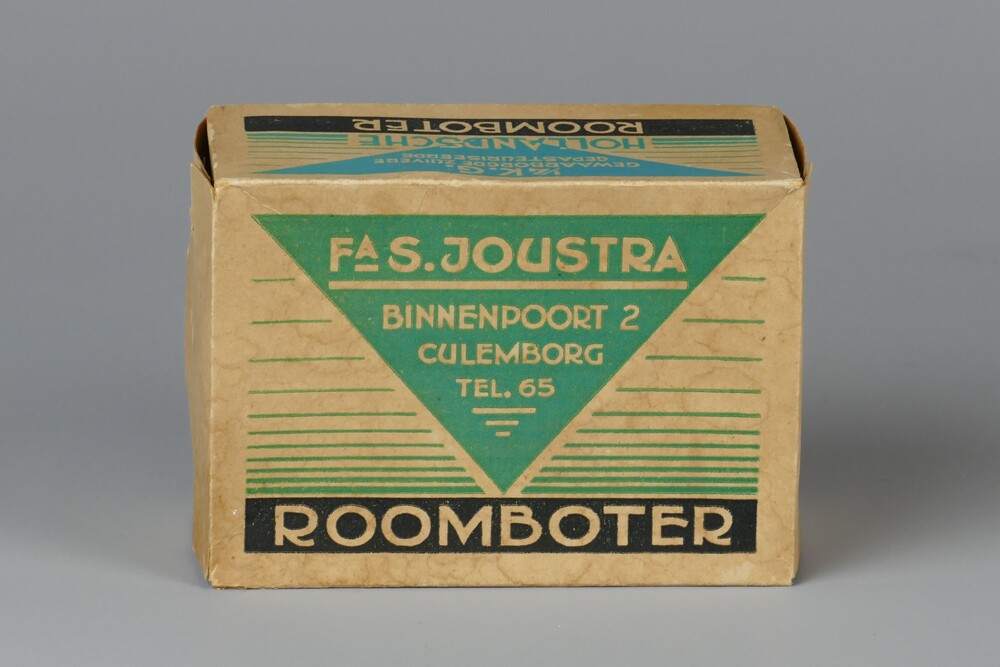 ROOMBOTER
HOLLANDSCHE
GEPASTEURISEERDE
GEWAARBORGDE ZUIVERE
½ K.G.
FA S. JOUSTRA
BINNENPOORT 2
CULEMBORG
TEL. 65
ROOMBOTER